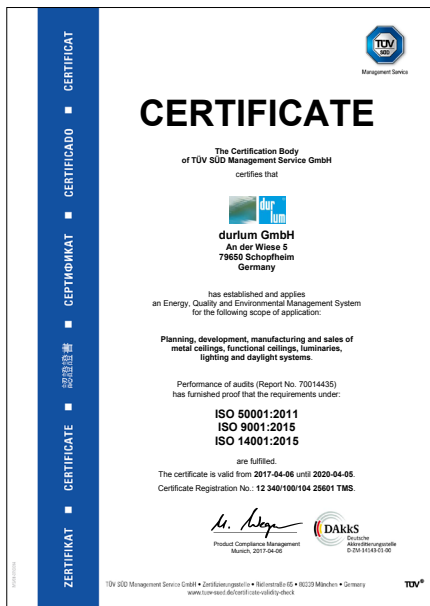 TÜV
SÜD
Management Service
CERTIFICATE
The Certification Body
of TÜV SÜD Management Service GmbH
certifies that
dur
lum
durlum GmbH
An der Wiese 5
79650 Schopfheim
Germany
has established and applies
an Energy, Quality and Environmental Management System
for the following scope of application:
Planning, development, manufacturing and sales of
metal ceilings, functional ceilings, luminaries,
lighting and daylight systems.
Performance of audits (Report No. 70014435)
has furnished proof that the requirements under:
ISO 50001:2011
ISO 9001:2015
ISO 14001:2015
are fulfilled.
The certificate is valid from 2017-04-06 until 2020-04-05.
Certificate Registration No.: 12 340/100/104 25601 TMS.
Product Compliance Management
Munich, 2017-04-06
DAkkS
Deutsche
Akkreditierungsstelle
D-ZM-14143-01-00
ZERTIFIKAT ■ CERTIFICATE ■ 認證證書 ■ СЕРТИФИКАТ ■ CERTIFICADO ■ CERTIFICAT
TÜV SÜD Management Service GmbH • Zertifizierungsstelle • Ridlerstraße 65 • 80339 München • Germany
www.tuev-sued.de/certificate-validity-check
TÜV®